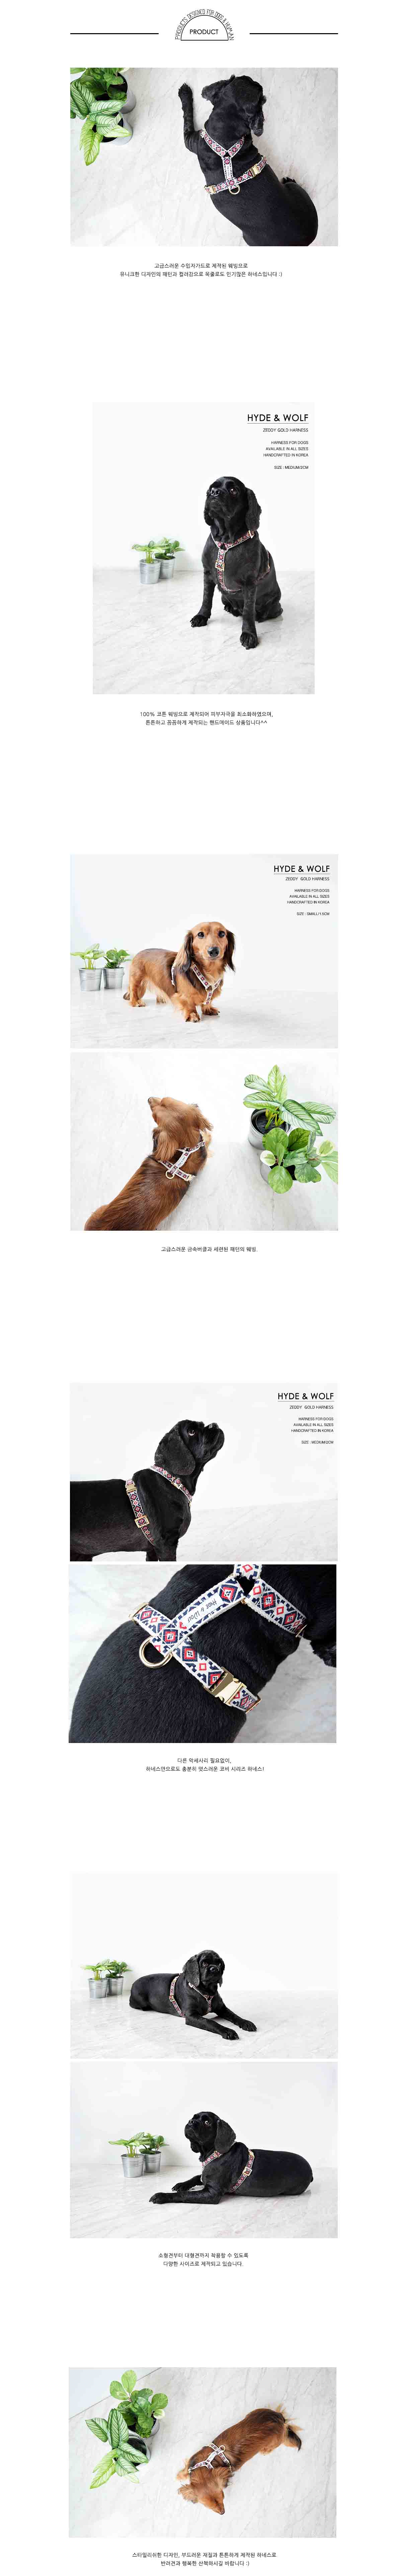 PRODUCTS DESIGNED FOR DOG & HUMAN
PRODUCT
고급스러운 수입자가드로 제작된 웨빙으로
유니크한 디자인의 패턴과 컬러감으로 목줄로도 인기많은 하네스입니다 :)
HYDE & WOLF
ZEDDY GOLD HARNESS
HARNESS FOR DOGS
AVAILABLE IN ALL SIZES
HANDCRAFTED IN KOREA
SIZE : MEDIUM/2CM
100% 코튼 웨빙으로 제작되어 피부자극을 최소화하였으며,
튼튼하고 꼼꼼하게 제작되는 핸드메이드 상품입니다^^
HYDE & WOLF
ZEDDY GOLD HARNESS
HARNESS FOR DOGS
AVAILABLE IN ALL SIZES
HANDCRAFTED IN KOREA
SIZE : SMALL/1.5CM
고급스러운 금속버클과 세련된 패턴의 웨빙.
HYDE & WOLF
ZEDDY GOLD HARNESS
HARNESS FOR DOGS
AVAILABLE IN ALL SIZES
HANDCRAFTED IN KOREA
SIZE : MEDIUM/2CM
다른 악세사리 필요없이,
하네스만으로도 충분히 멋스러운 코비 시리즈 하네스!
소형견부터 대형견까지 착용할 수 있도록
다양한 사이즈로 제작되고 있습니다.
스타일리쉬한 디자인, 부드러운 재질과 튼튼하게 제작된 하네스로
반려견과 행복한 산책하시길 바랍니다 :)